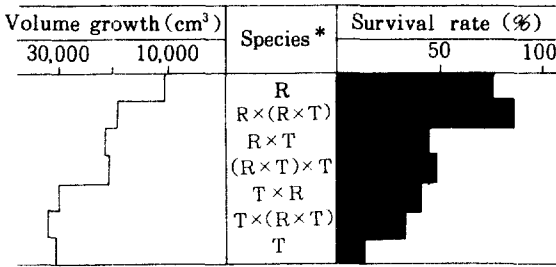 Volume growth (cm³) Species* Survival rate (%)
30,000 10,000 50 100
R
R×(R×T)
R×T
(R×T)×T
T×R
T×(R×T)
T